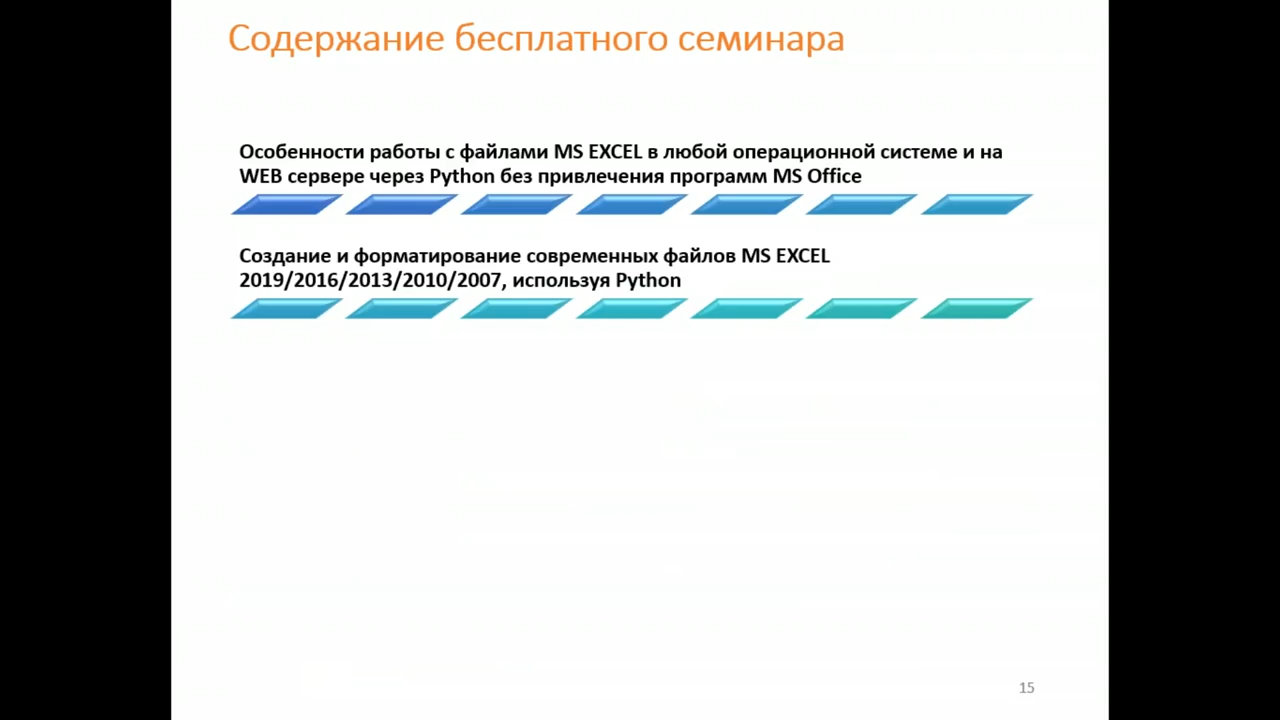 Содержание бесплатного семинара
Особенности работы с файлами MS EXCEL в любой операционной системе и на
WEB сервере через Python без привлечения программ MS Office
Создание и форматирование современных файлов MS EXCEL
2019/2016/2013/2010/2007, используя Python
15